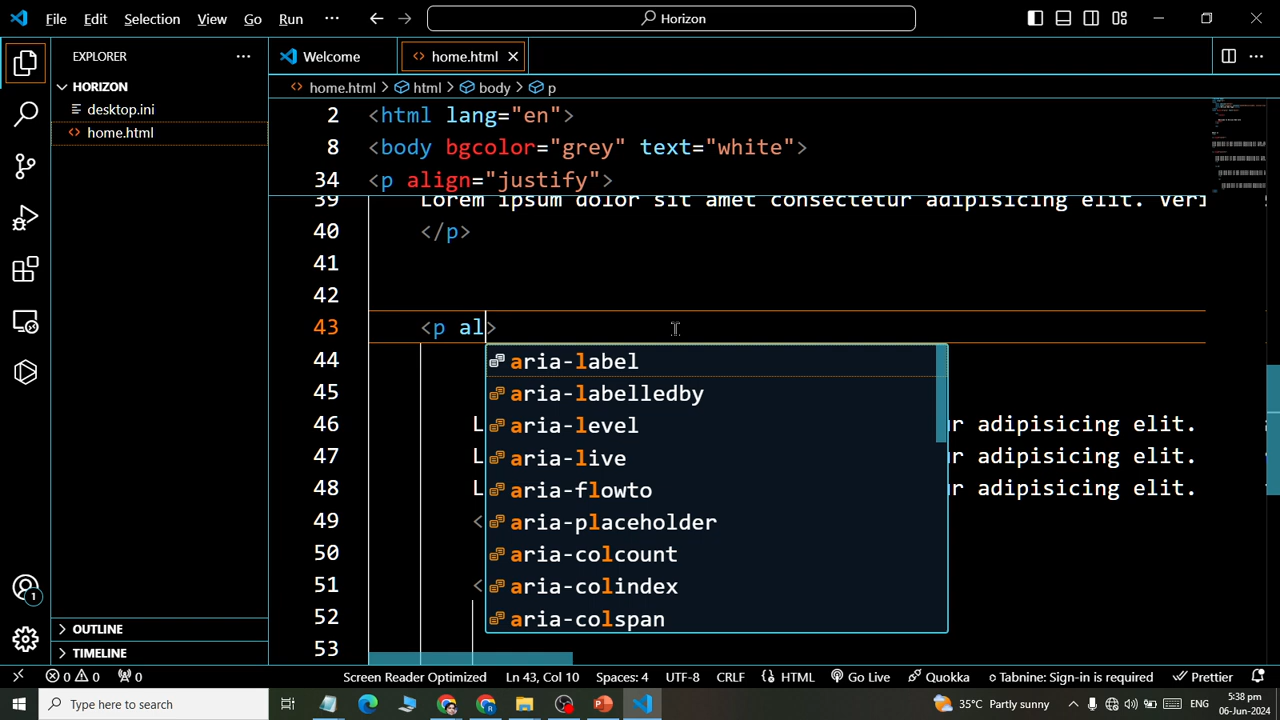 File Edit Selection View Go Run ··· Horizon
EXPLORER ···
HORIZON
desktop.ini
home.html
Welcome home.html
home.html > html > body > p
2 <html lang="en">
8 <body bgcolor="grey" text="white">
34 <p align="justify">
39 Lorem ipsum dolor sit amet consectetur adipisicing elit.
40 </p>
41
42
43 <p al>
44
45
46 L ur adipisicing elit.
47 L ur adipisicing elit.
48 L ur adipisicing elit.
49 <
50
51 <
52
53
aria-label
aria-labelledby
aria-level
aria-live
aria-flowto
aria-placeholder
aria-colcount
aria-colindex
aria-colspan
OUTLINE
TIMELINE
1
0 0 0 Screen Reader Optimized Ln 43, Col 10 Spaces: 4 UTF-8 CRLF HTML Go Live Quokka Tabnine: Sign-in is required Prettier
Type here to search 35°C Partly sunny 5:38 pm
06-Jun-2024